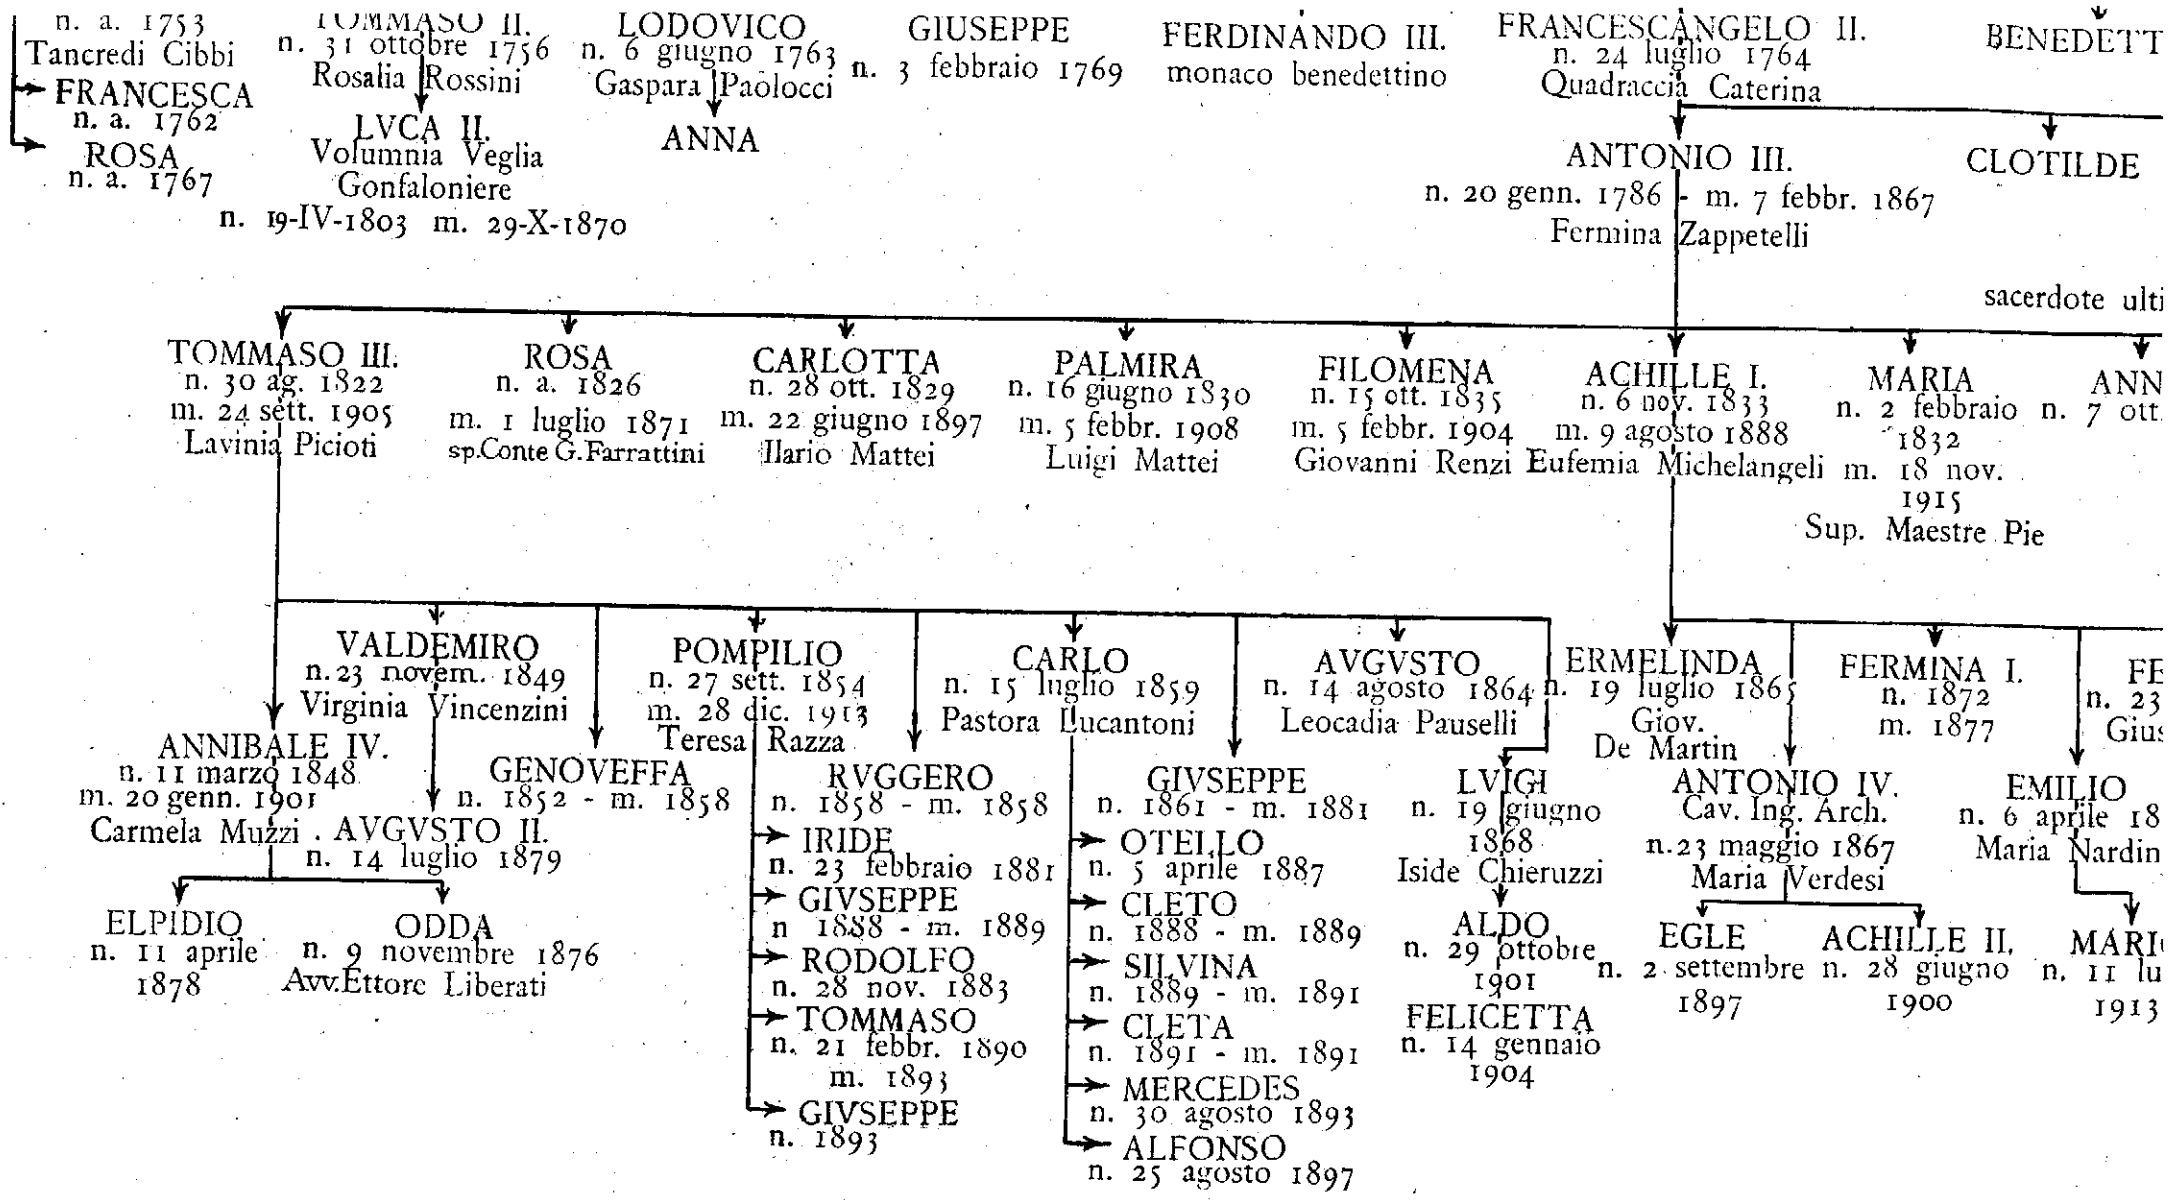 n. a. 1753
Tancredi Cibbi
FRANCESCA
n. a. 1762
ROSA
n. a. 1767
TOMMASO II.
n. 31 ottobre 1756
Rosalia Rossini
LVCA II.
Volumnia Veglia
Gonfaloniere
n. 19-IV-1803 m. 29-X-1870
LODOVICO
n. 6 giugno 1763
Gaspara Paolocci
ANNA
GIUSEPPE
n. 3 febbraio 1769
FERDINANDO III.
monaco benedettino
FRANCESCANGELO II.
n. 24 luglio 1764
Quadraccia Caterina
BENEDETT
ANTONIO III.
n. 20 genn. 1786 - m. 7 febbr. 1867
Fermina Zappetelli
CLOTILDE
sacerdote ulti
TOMMASO III.
n. 30 ag. 1822
m. 24 sett. 1905
Lavinia Picioti
ROSA
n. a. 1826
m. 1 luglio 1871
sp.Conte G.Farrattini
CARLOTTA
n. 28 ott. 1829
m. 22 giugno 1897
Ilario Mattei
PALMIRA
n. 16 giugno 1830
m. 5 febbr. 1908
Luigi Mattei
FILOMENA
n. 15 ott. 1835
m. 5 febbr. 1904
Giovanni Renzi
ACHILLE I.
n. 6 nov. 1833
m. 9 agosto 1888
Eufemia Michelangeli
MARIA
n. 2 febbraio
1832
m. 18 nov.
1915
Sup. Maestre Pie
ANN
n. 7 ott.
VALDEMIRO
n. 23 novem. 1849
Virginia Vincenzini
POMPILIO
n. 27 sett. 1854
m. 28 dic. 1913
Teresa Razza
CARLO
n. 15 luglio 1859
Pastora Lucantoni
AVGVSTO
n. 14 agosto 1864
Leocadia Pauselli
ERMELINDA
n. 19 luglio 1865
Giov.
De Martin
FERMINA I.
n. 1872
m. 1877
FE
n. 23
Gius
ANNIBALE IV.
n. 11 marzo 1848
m. 20 genn. 1901
Carmela Muzzi
AVGVSTO II.
n. 14 luglio 1879
GENOVEFFA
n. 1852 - m. 1858
RVGGERO
n. 1858 - m. 1858
IRIDE
n. 23 febbraio 1881
GIVSEPPE
n 1888 - m. 1889
RODOLFO
n. 28 nov. 1883
TOMMASO
n. 21 febbr. 1890
m. 1893
GIVSEPPE
n. 1893
GIVSEPPE
n. 1861 - m. 1881
OTELLO
n. 5 aprile 1887
CLETO
n. 1888 - m. 1889
SILVINA
n. 1889 - m. 1891
CLETA
n. 1891 - m. 1891
MERCEDES
n. 30 agosto 1893
ALFONSO
n. 25 agosto 1897
LVIGI
n. 19 giugno
1868
Iside Chieruzzi
ALDO
n. 29 ottobre
1901
FELICETTA
n. 14 gennaio
1904
ANTONIO IV.
Cav. Ing. Arch.
n. 23 maggio 1867
Maria Verdesi
EMILIO
n. 6 aprile 18
Maria Nardin
ELPIDIO
n. 11 aprile
1878
ODDA
n. 9 novembre 1876
Avv.Ettore Liberati
EGLE
n. 2 settembre
1897
ACHILLE II.
n. 28 giugno
1900
MARI
n. 11 lu
1913